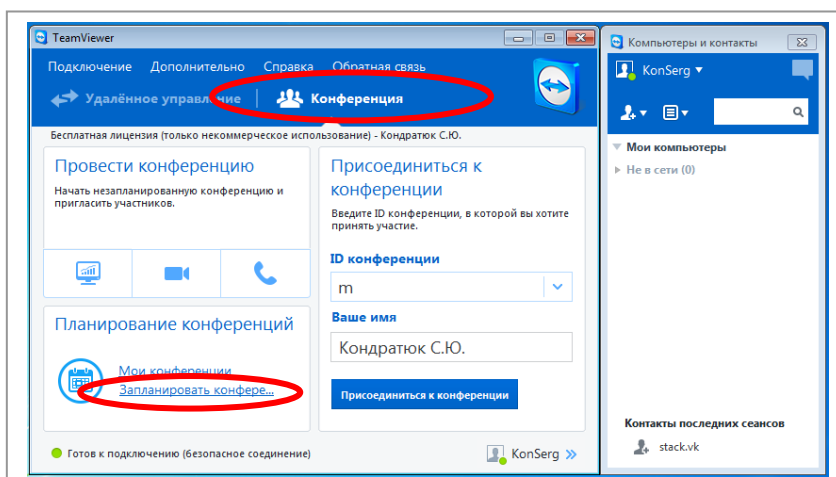 TeamViewer
Подключение Дополнительно Справка Обратная связь
Удалённое управление Конференция
Бесплатная лицензия (только некоммерческое использование) - Кондратюк С.Ю.
Провести конференцию
Начать незапланированную конференцию и
пригласить участников.
Планирование конференций
Мои конференции
Запланировать конфере...
Присоединиться к
конференции
Введите ID конференции, в которой вы хотите
принять участие.
ID конференции
m
Ваше имя
Кондратюк С.Ю.
Присоединиться к конференции
Готов к подключению (безопасное соединение)
KonSerg
Компьютеры и контакты
KonSerg
Мои компьютеры
Не в сети (0)
Контакты последних сеансов
stack.vk